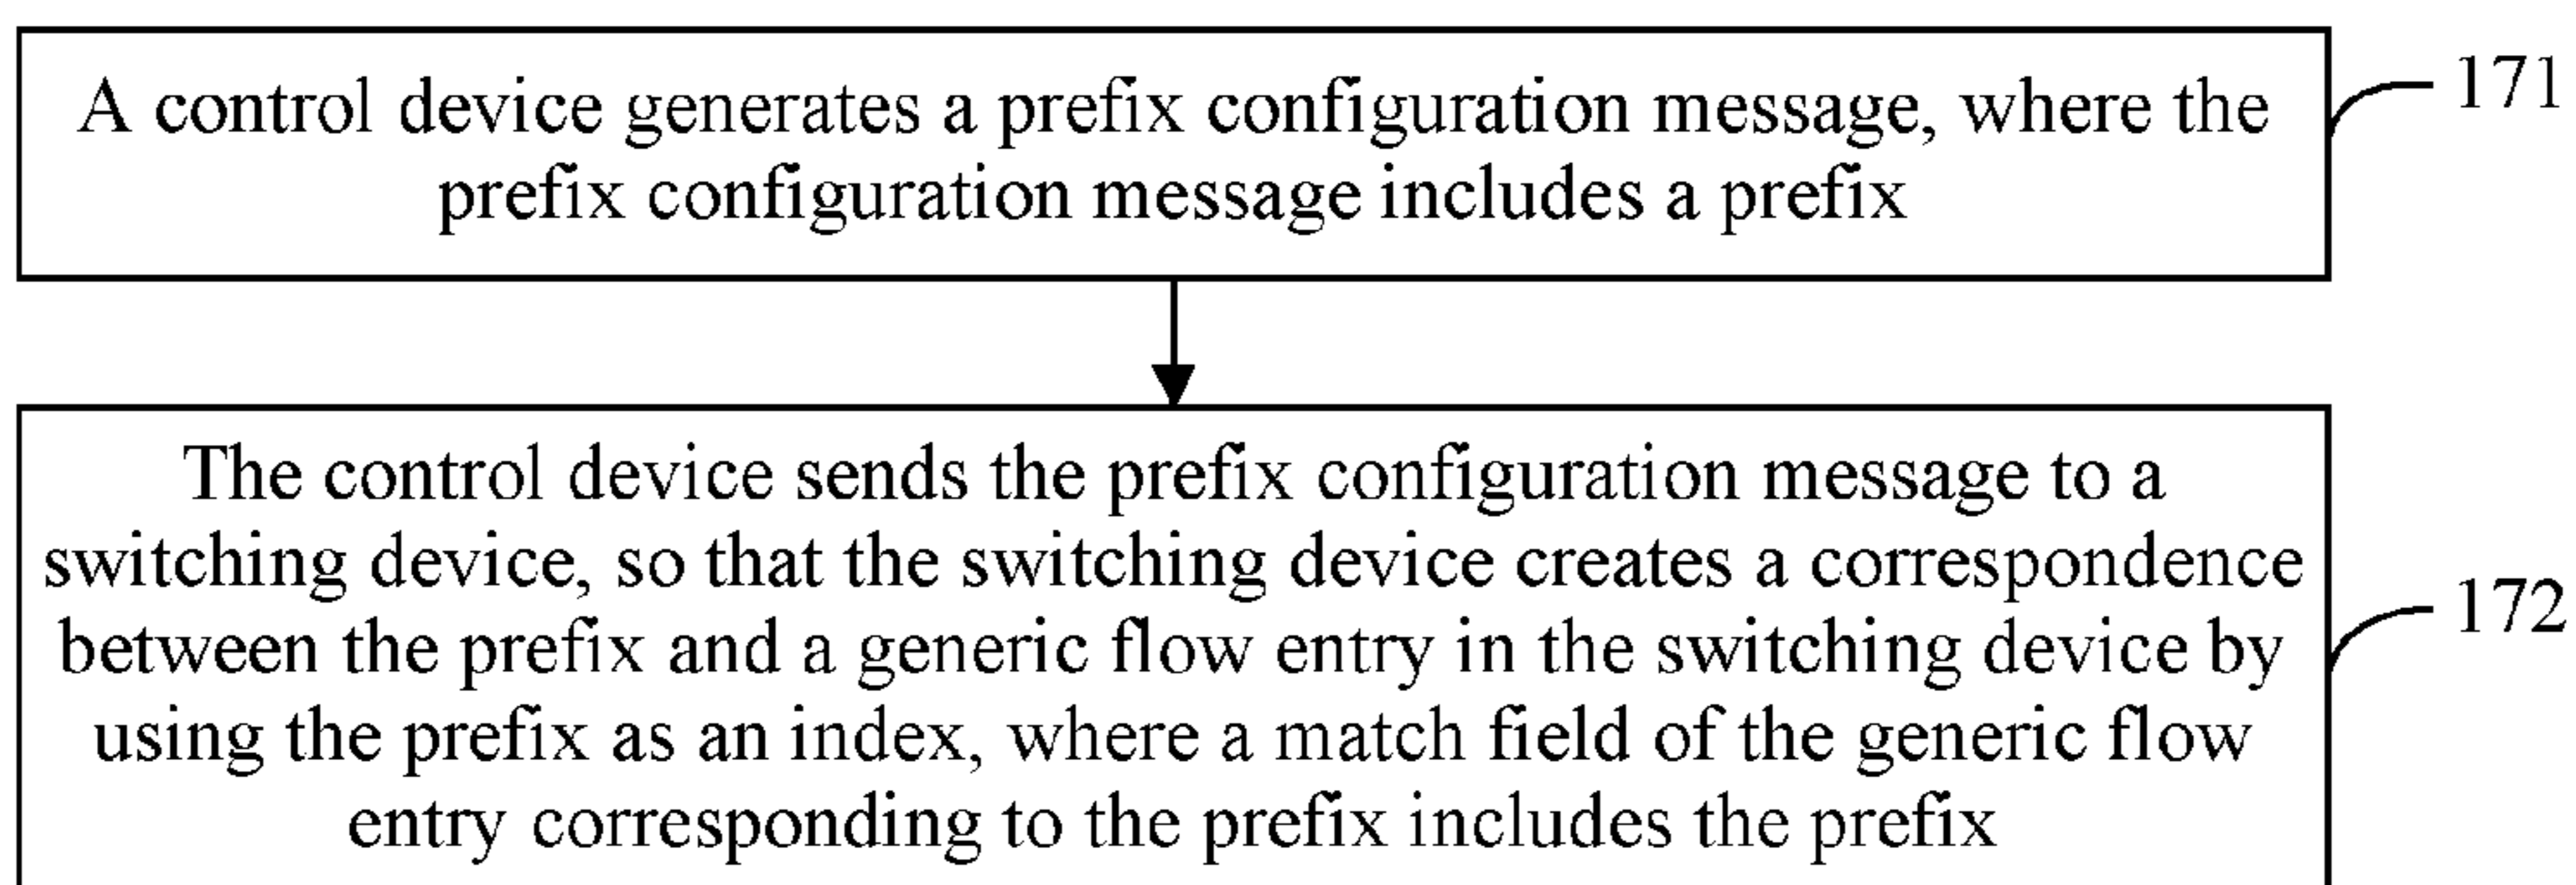 A control device generates a prefix configuration message, where the
prefix configuration message includes a prefix
171
The control device sends the prefix configuration message to a
switching device, so that the switching device creates a correspondence
between the prefix and a generic flow entry in the switching device by
using the prefix as an index, where a match field of the generic flow
entry corresponding to the prefix includes the prefix
172